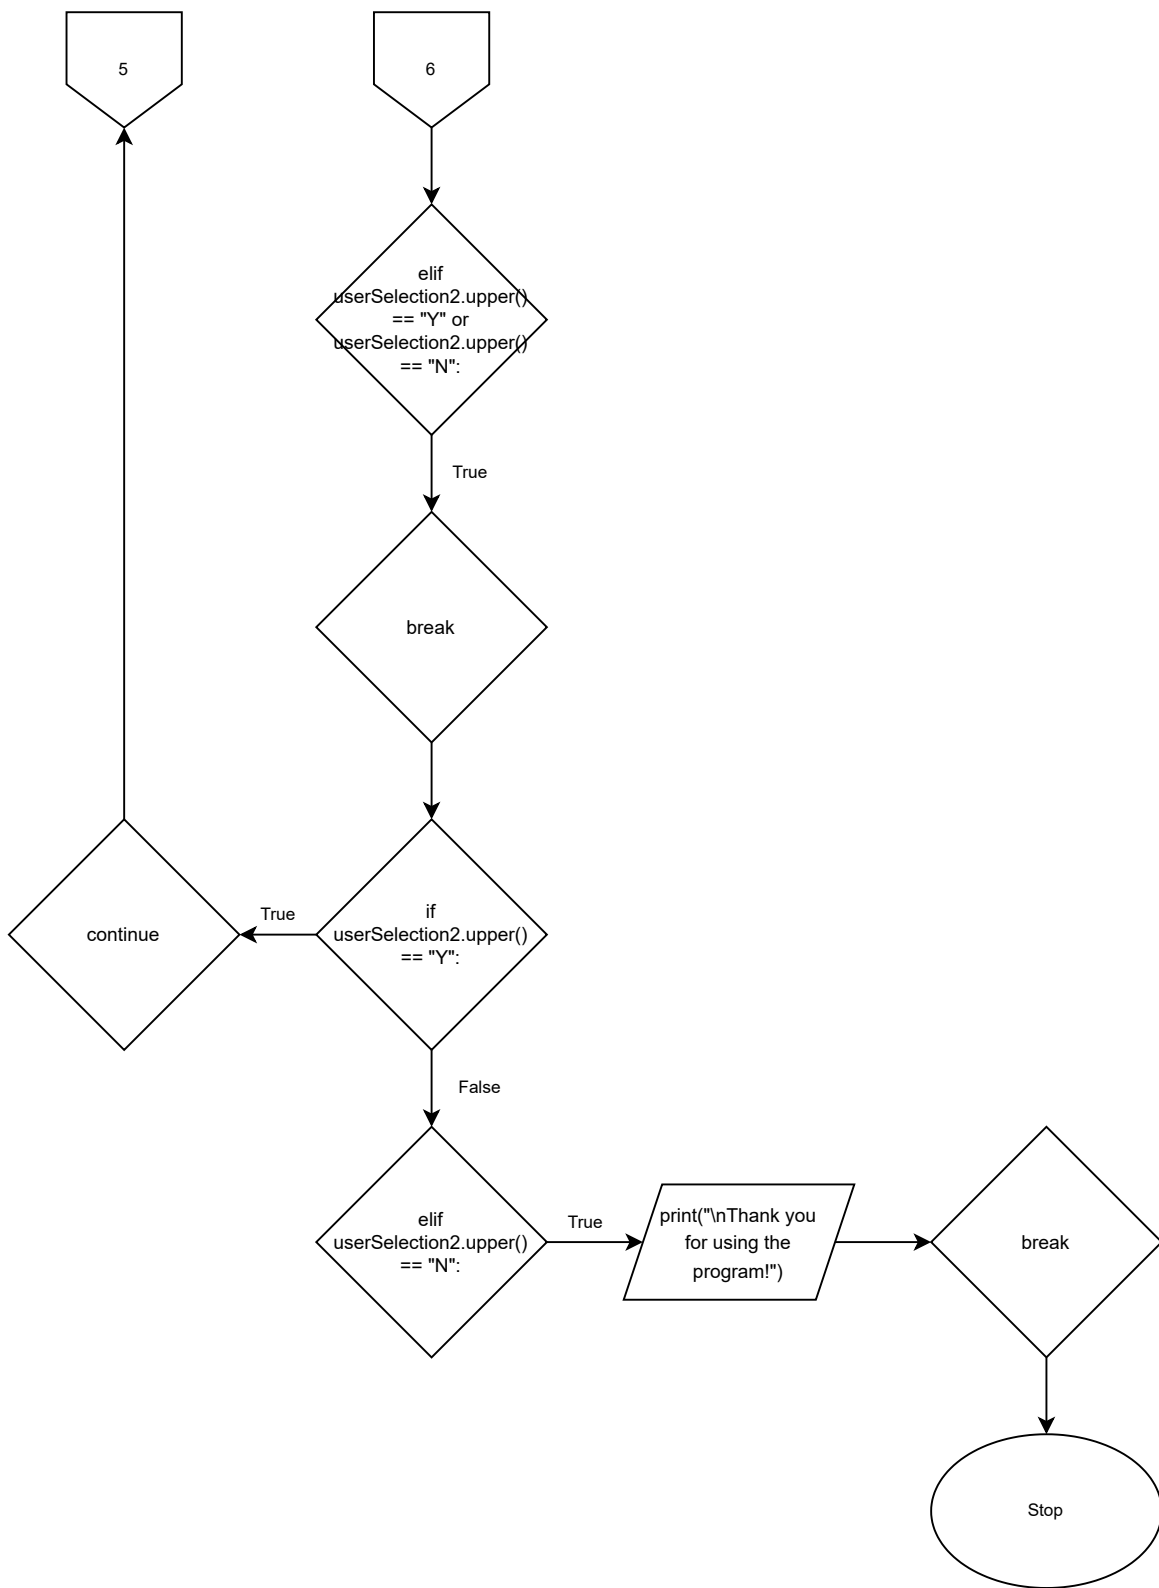 5
6
elif
userSelection2.upper()
== "Y" or
userSelection2.upper()
== "N":
True
break
continue
True
if
userSelection2.upper()
== "Y":
False
elif
userSelection2.upper()
== "N":
True
print("\nThank you
for using the
program!")
break
Stop